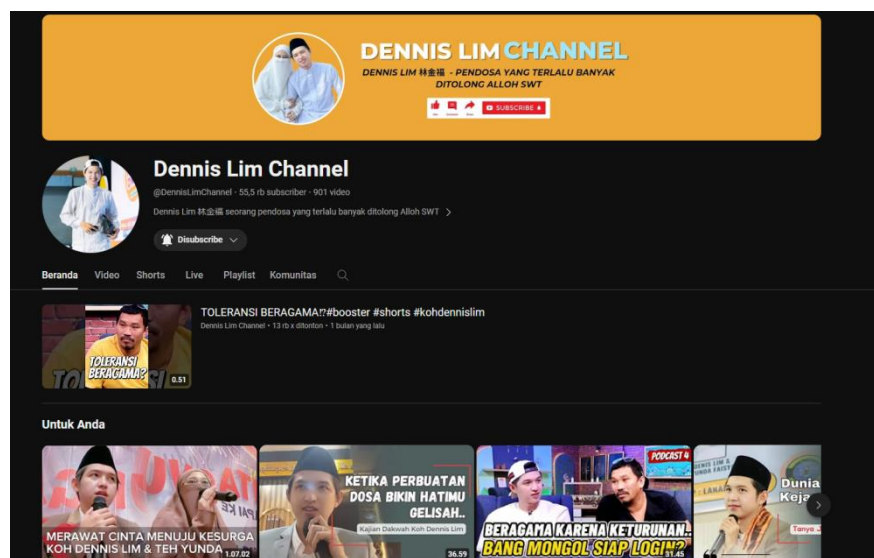 DENNIS LIM CHANNEL
DENNIS LIM 林金福 - PENDOSA YANG TERLALU BANYAK
DITOLONG ALLOH SWT
SUBSCRIBE
Dennis Lim Channel
@DennisLimChannel · 55,5 rb subscriber · 901 video
Dennis Lim 林金福 seorang pendosa yang terlalu banyak ditolong Alloh SWT
Disubscribe
Beranda Video Shorts Live Playlist Komunitas
TOLERANSI BERAGAMA!?#booster #shorts #kohdennislim
Dennis Lim Channel • 13 rb x ditonton • 1 bulan yang lalu
TOLERANSI
BERAGAMA?
0.51
Untuk Anda
MERAWAT CINTA MENUJU KESURGA
KOH DENNIS LIM & TEH YUNDA
1.07.02
KETIKA PERBUATAN
DOSA BIKIN HATIMU
GELISAH..
Kajian Dakwah Koh Dennis Lim
36.59
PODCAST 4
BERAGAMA KARENA KETURUNAN..
BANG MONGOL SIAP LOGIN?
31.45
Dunia
Keja
Tanya J